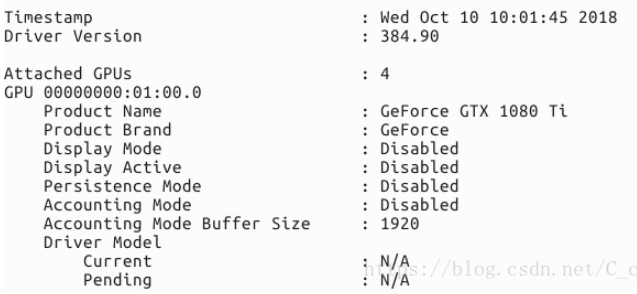 Timestamp : Wed Oct 10 10:01:45 2018
Driver Version : 384.90
Attached GPUs : 4
GPU 00000000:01:00.0
Product Name : GeForce GTX 1080 Ti
Product Brand : GeForce
Display Mode : Disabled
Display Active : Disabled
Persistence Mode : Disabled
Accounting Mode : Disabled
Accounting Mode Buffer Size : 1920
Driver Model
Current : N/A
https://blog.csdn.net/C_c
Pending : N/A